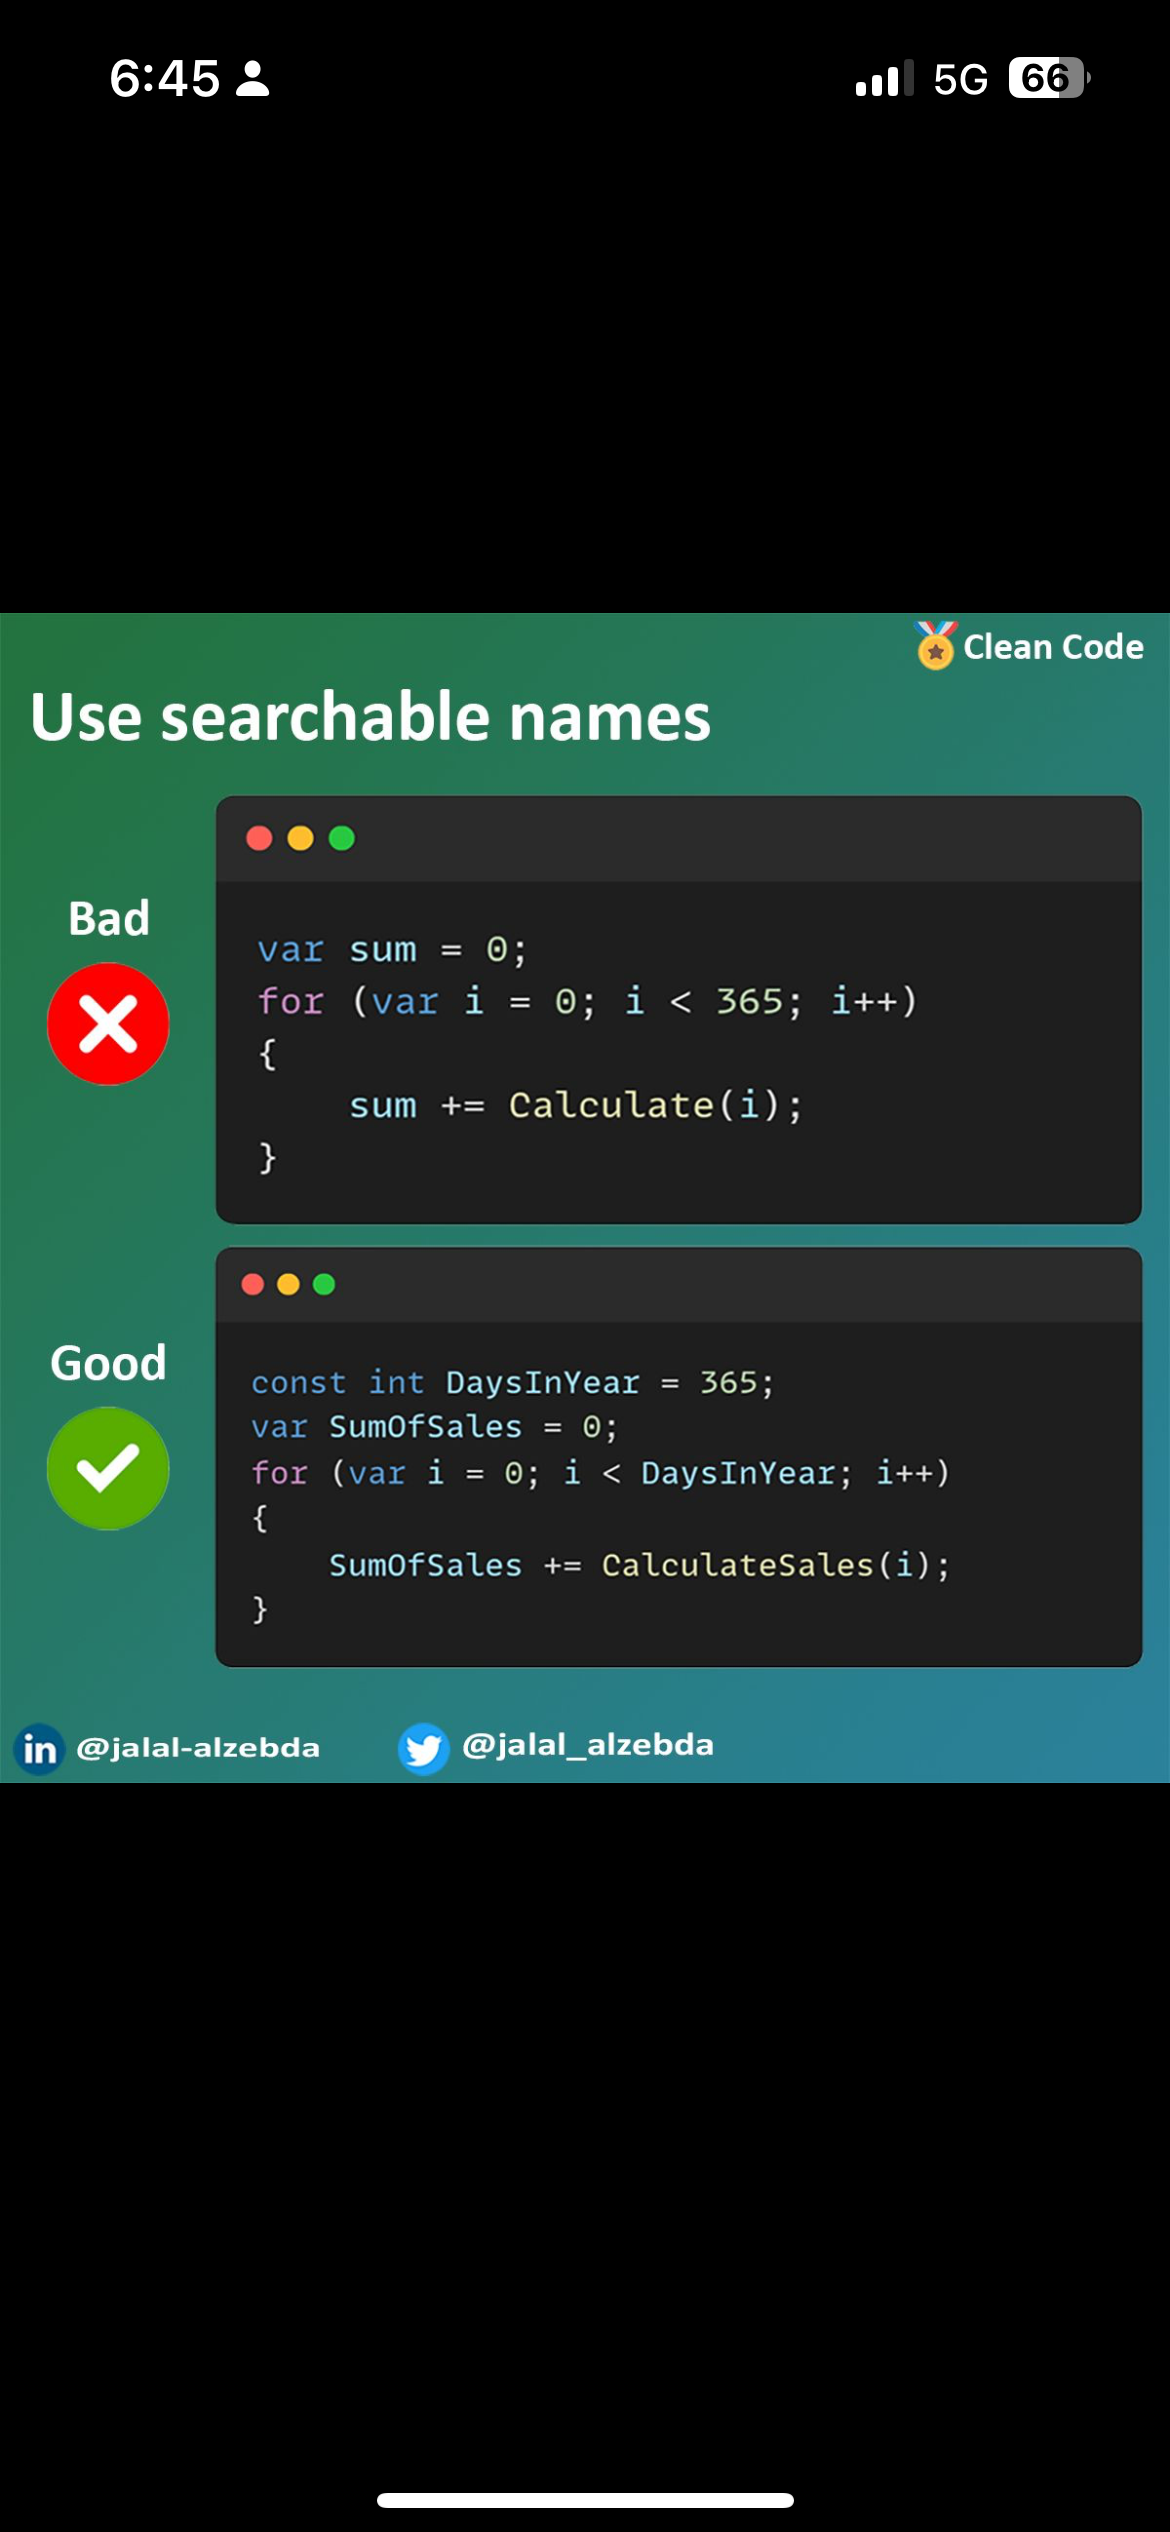 6:45
5G 66
Clean Code
Use searchable names
Bad
var sum = 0;
for (var i = 0; i < 365; i++)
{
    sum += Calculate(i);
}
Good
const int DaysInYear = 365;
var SumOfSales = 0;
for (var i = 0; i < DaysInYear; i++)
{
    SumOfSales += CalculateSales(i);
}
in @jalal-alzebda
@jalal_alzebda